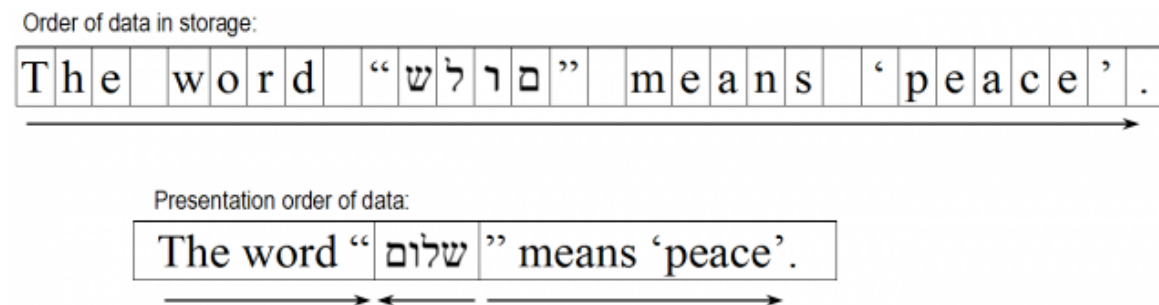 Order of data in storage:
The word “שלום” means ‘peace’.
Presentation order of data:
The word “שלום” means ‘peace’.